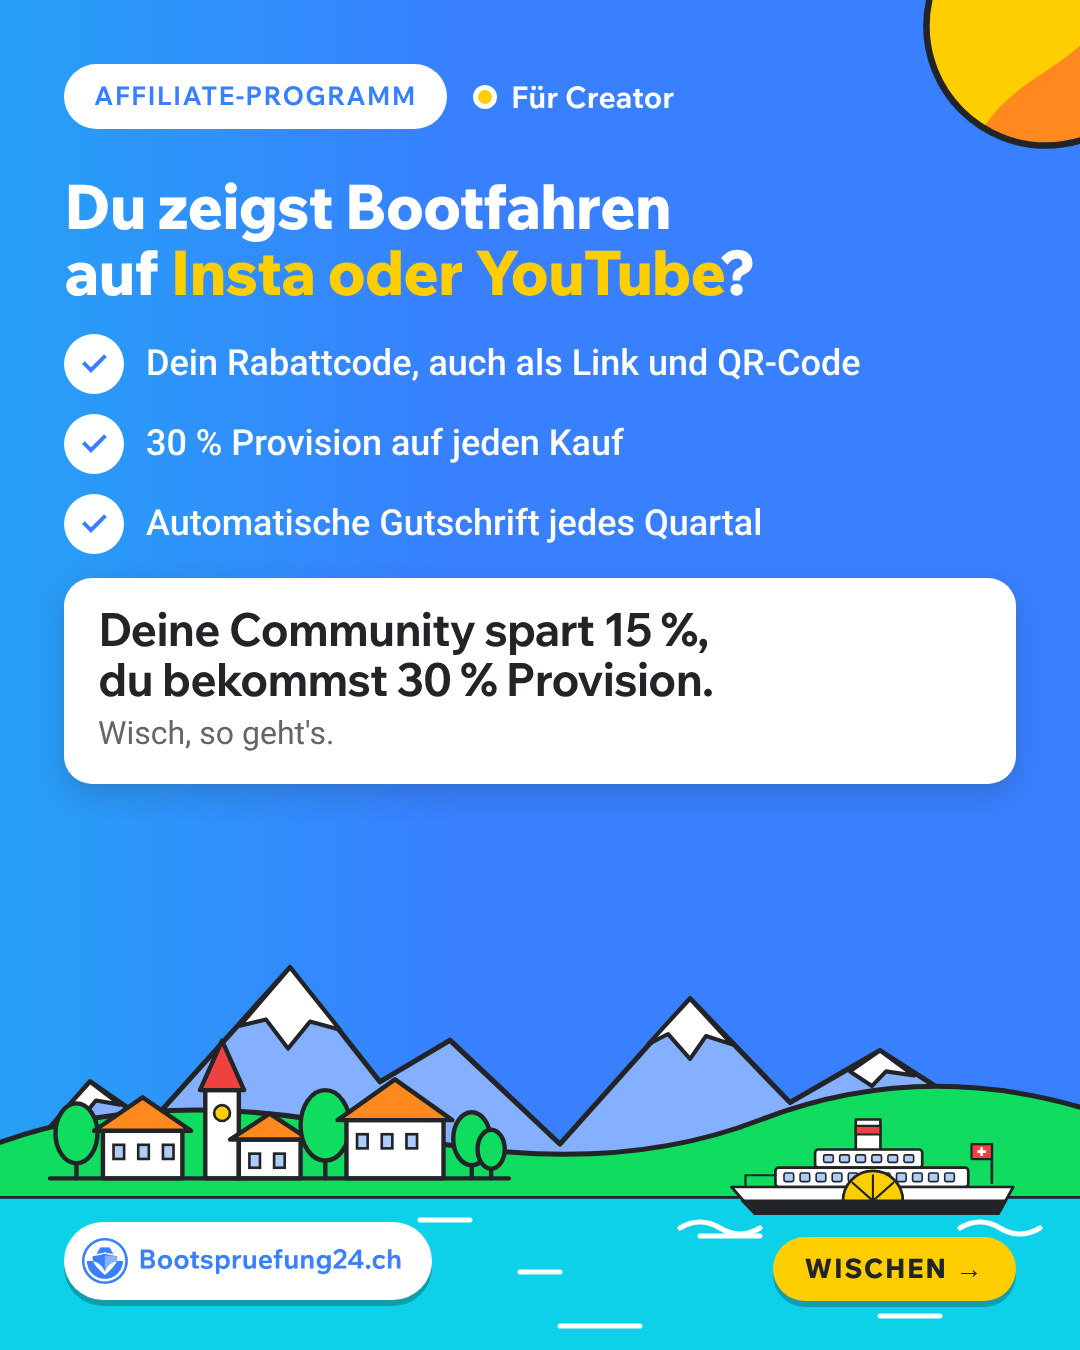 AFFILIATE-PROGRAMM
Für Creator
Du zeigst Bootfahren
auf Insta oder YouTube?
Dein Rabattcode, auch als Link und QR-Code
30 % Provision auf jeden Kauf
Automatische Gutschrift jedes Quartal
Deine Community spart 15 %,
du bekommst 30 % Provision.
Wisch, so geht's.
Bootspruefung24.ch
WISCHEN →